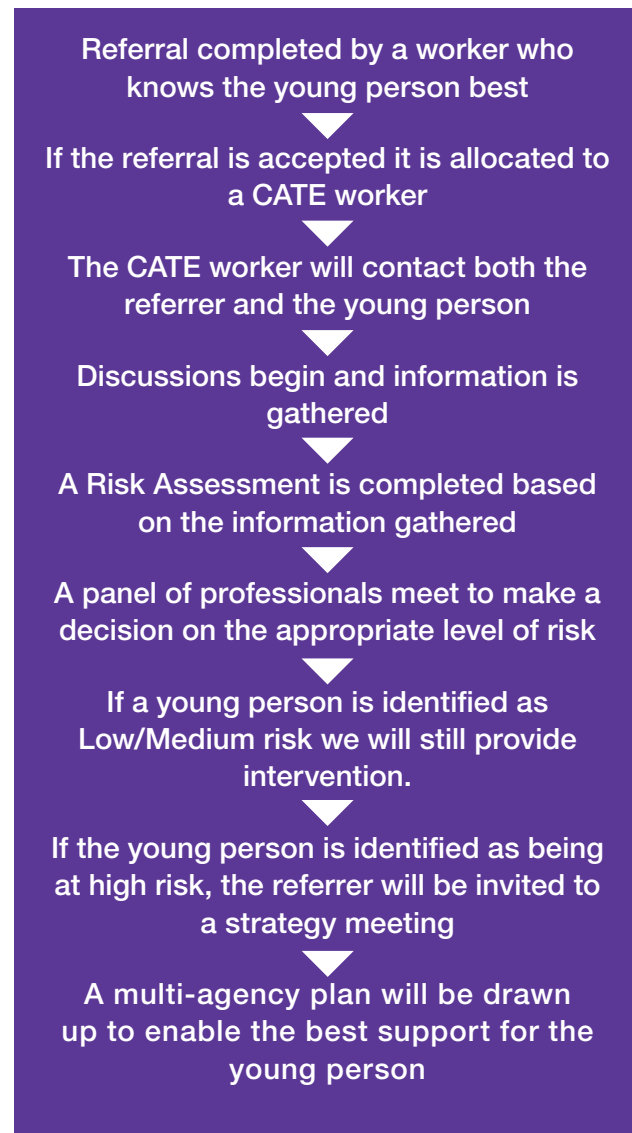 Referral completed by a worker who
knows the young person best
If the referral is accepted it is allocated to
a CATE worker
The CATE worker will contact both the
referrer and the young person
Discussions begin and information is
gathered
A Risk Assessment is completed based
on the information gathered
A panel of professionals meet to make a
decision on the appropriate level of risk
If a young person is identified as
Low/Medium risk we will still provide
intervention.
If the young person is identified as being
at high risk, the referrer will be invited to
a strategy meeting
A multi-agency plan will be drawn
up to enable the best support for the
young person